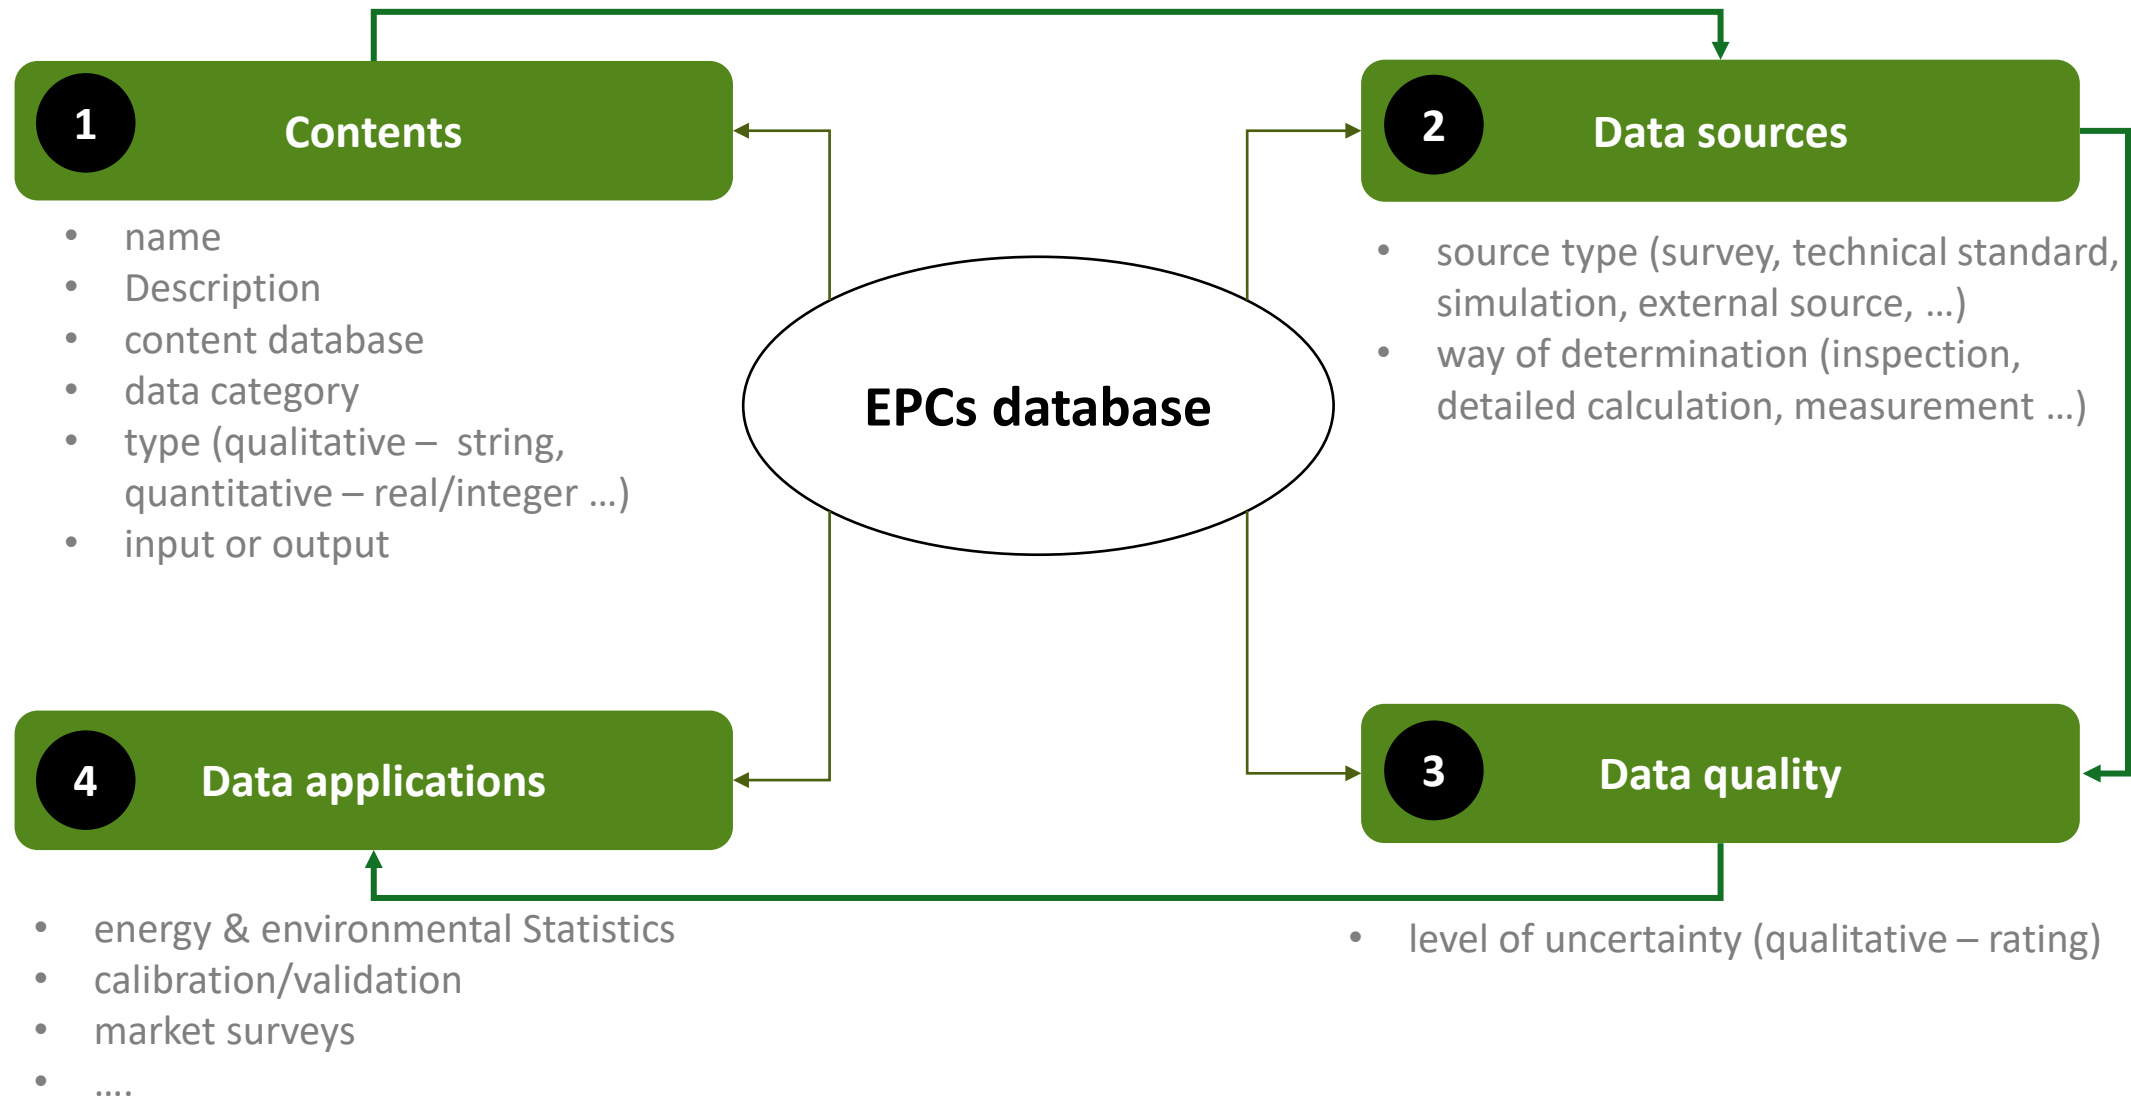 1
Contents
• name
• Description
• content database
• data category
• type (qualitative – string,
quantitative – real/integer ...)
• input or output
2
Data sources
• source type (survey, technical standard,
simulation, external source, ...)
• way of determination (inspection,
detailed calculation, measurement ...)
EPCs database
4
Data applications
• energy & environmental Statistics
• calibration/validation
• market surveys
• ....
3
Data quality
• level of uncertainty (qualitative – rating)